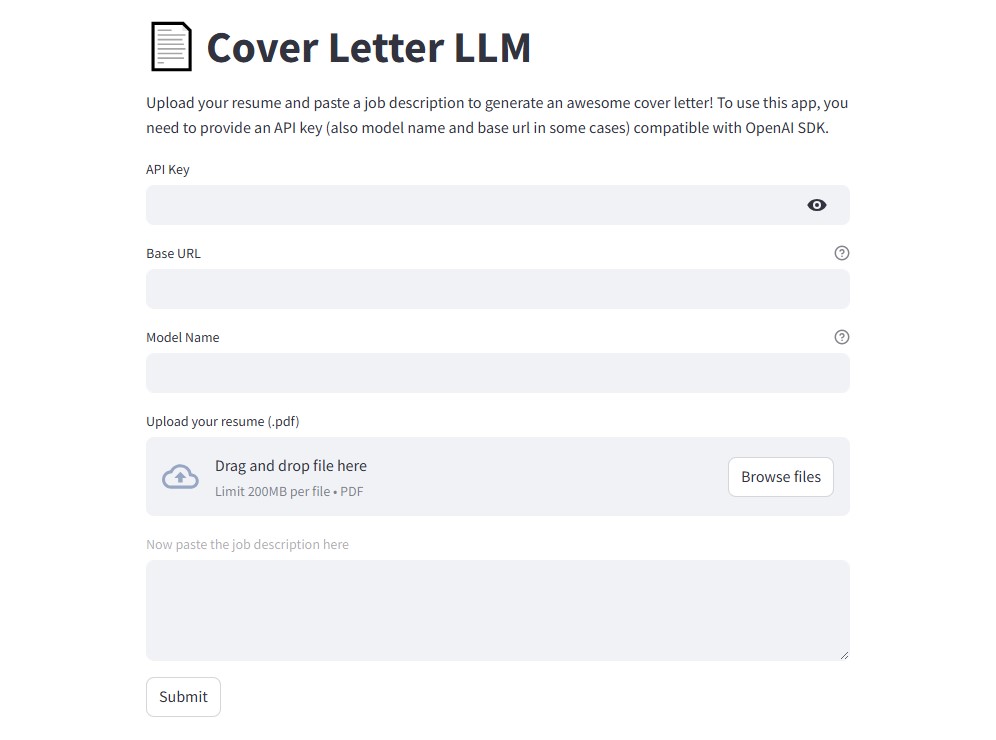 Cover Letter LLM
Upload your resume and paste a job description to generate an awesome cover letter! To use this app, you
need to provide an API key (also model name and base url in some cases) compatible with OpenAI SDK.
API Key
Base URL
Model Name
Upload your resume (.pdf)
Drag and drop file here
Limit 200MB per file • PDF
Browse files
Now paste the job description here
Submit